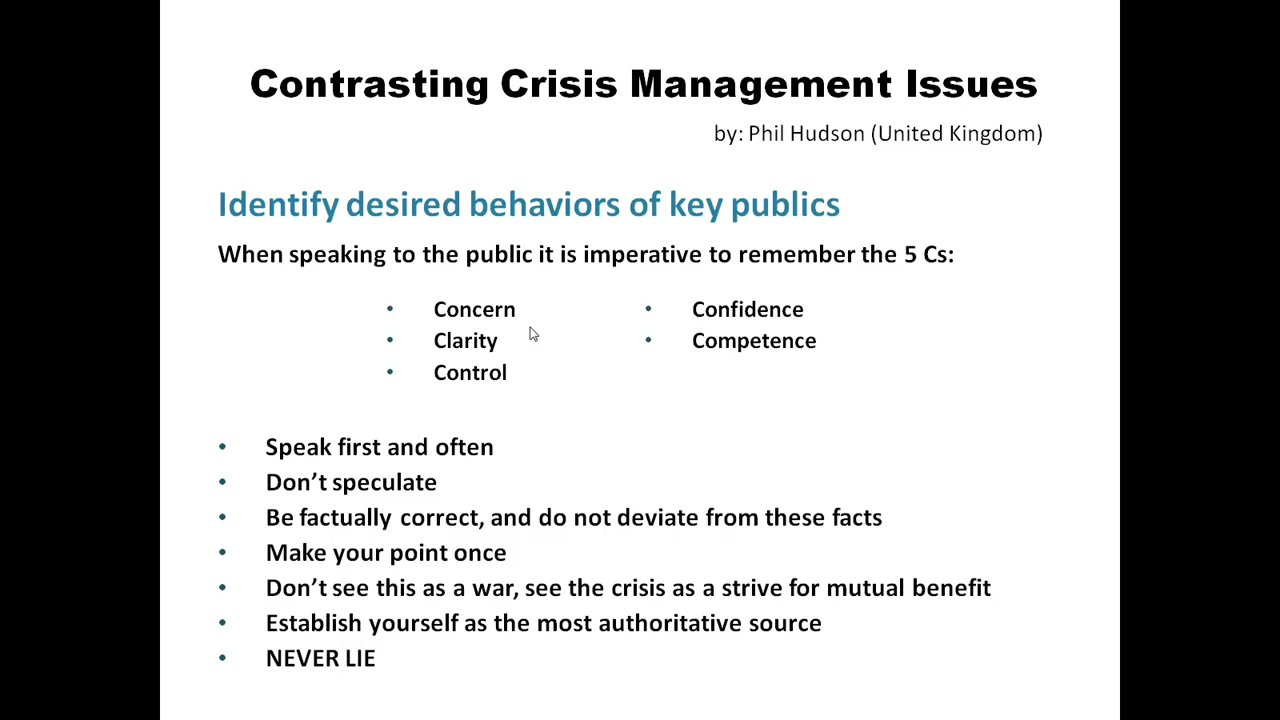 Contrasting Crisis Management Issues
by: Phil Hudson (United Kingdom)
Identify desired behaviors of key publics
When speaking to the public it is imperative to remember the 5 Cs:
• Concern
• Clarity
• Control
• Confidence
• Competence
• Speak first and often
• Don’t speculate
• Be factually correct, and do not deviate from these facts
• Make your point once
• Don’t see this as a war, see the crisis as a strive for mutual benefit
• Establish yourself as the most authoritative source
• NEVER LIE